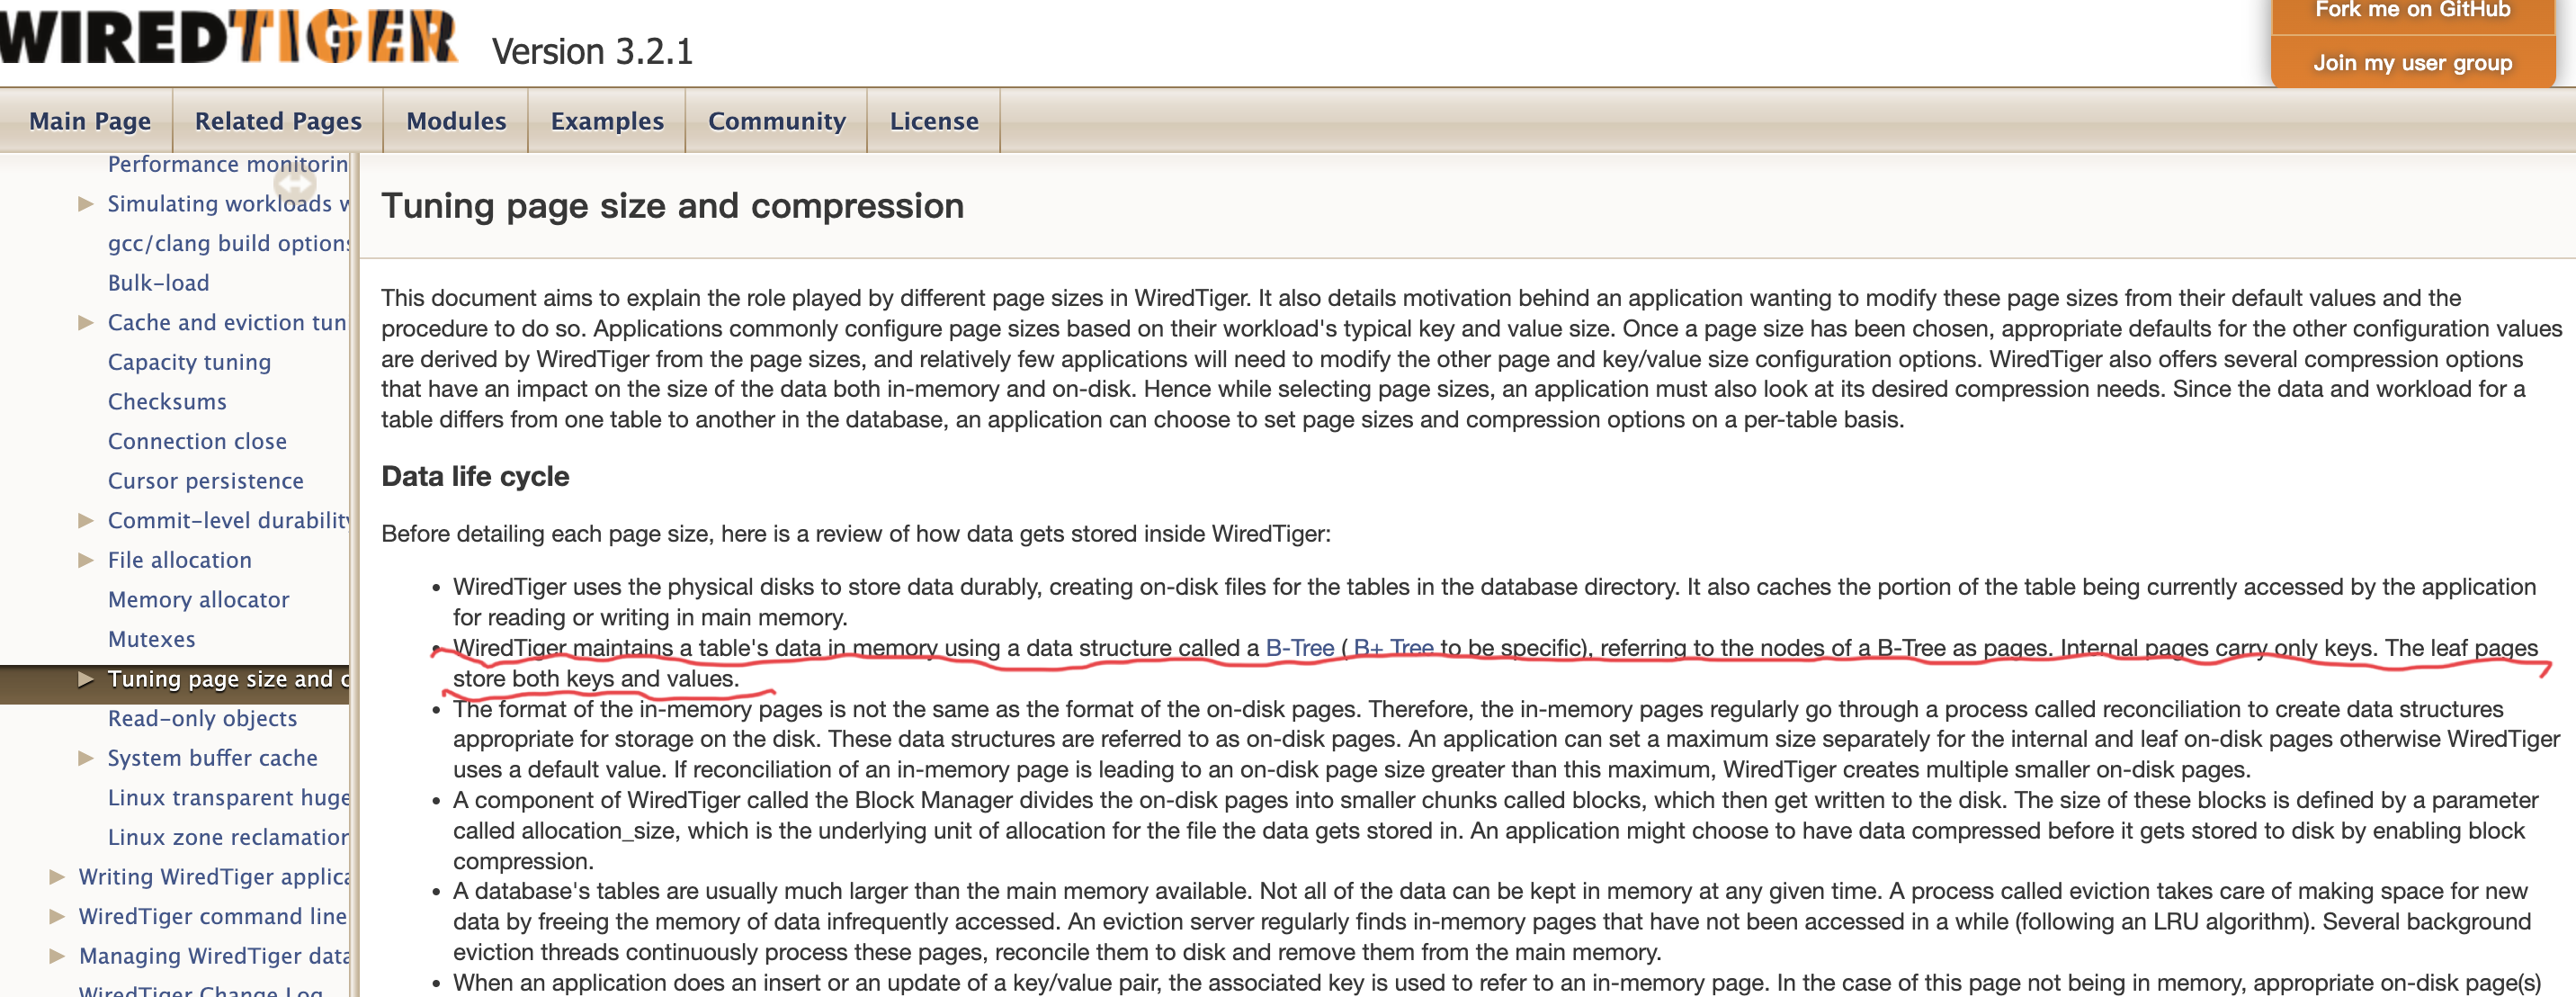 WIREDTIGER Version 3.2.1
Fork me on GitHub
Join my user group
Main Page
Related Pages
Modules
Examples
Community
License
Performance monitorin
Simulating workloads w
gcc/clang build options
Bulk-load
Cache and eviction tun
Capacity tuning
Checksums
Connection close
Cursor persistence
Commit-level durability
File allocation
Memory allocator
Mutexes
Tuning page size and c
Read-only objects
System buffer cache
Linux transparent huge
Linux zone reclamation
Writing WiredTiger applica
WiredTiger command line
Managing WiredTiger data
WiredTiger Change Log
Tuning page size and compression
This document aims to explain the role played by different page sizes in WiredTiger. It also details motivation behind an application wanting to modify these page sizes from their default values and the
procedure to do so. Applications commonly configure page sizes based on their workload's typical key and value size. Once a page size has been chosen, appropriate defaults for the other configuration values
are derived by WiredTiger from the page sizes, and relatively few applications will need to modify the other page and key/value size configuration options. WiredTiger also offers several compression options
that have an impact on the size of the data both in-memory and on-disk. Hence while selecting page sizes, an application must also look at its desired compression needs. Since the data and workload for a
table differs from one table to another in the database, an application can choose to set page sizes and compression options on a per-table basis.
Data life cycle
Before detailing each page size, here is a review of how data gets stored inside WiredTiger:
• WiredTiger uses the physical disks to store data durably, creating on-disk files for the tables in the database directory. It also caches the portion of the table being currently accessed by the application
for reading or writing in main memory.
• WiredTiger maintains a table's data in memory using a data structure called a B-Tree ( B+ Tree to be specific), referring to the nodes of a B-Tree as pages. Internal pages carry only keys. The leaf pages
store both keys and values.
• The format of the in-memory pages is not the same as the format of the on-disk pages. Therefore, the in-memory pages regularly go through a process called reconciliation to create data structures
appropriate for storage on the disk. These data structures are referred to as on-disk pages. An application can set a maximum size separately for the internal and leaf on-disk pages otherwise WiredTiger
uses a default value. If reconciliation of an in-memory page is leading to an on-disk page size greater than this maximum, WiredTiger creates multiple smaller on-disk pages.
• A component of WiredTiger called the Block Manager divides the on-disk pages into smaller chunks called blocks, which then get written to the disk. The size of these blocks is defined by a parameter
called allocation_size, which is the underlying unit of allocation for the file the data gets stored in. An application might choose to have data compressed before it gets stored to disk by enabling block
compression.
• A database's tables are usually much larger than the main memory available. Not all of the data can be kept in memory at any given time. A process called eviction takes care of making space for new
data by freeing the memory of data infrequently accessed. An eviction server regularly finds in-memory pages that have not been accessed in a while (following an LRU algorithm). Several background
eviction threads continuously process these pages, reconcile them to disk and remove them from the main memory.
• When an application does an insert or an update of a key/value pair, the associated key is used to refer to an in-memory page. In the case of this page not being in memory, appropriate on-disk page(s)